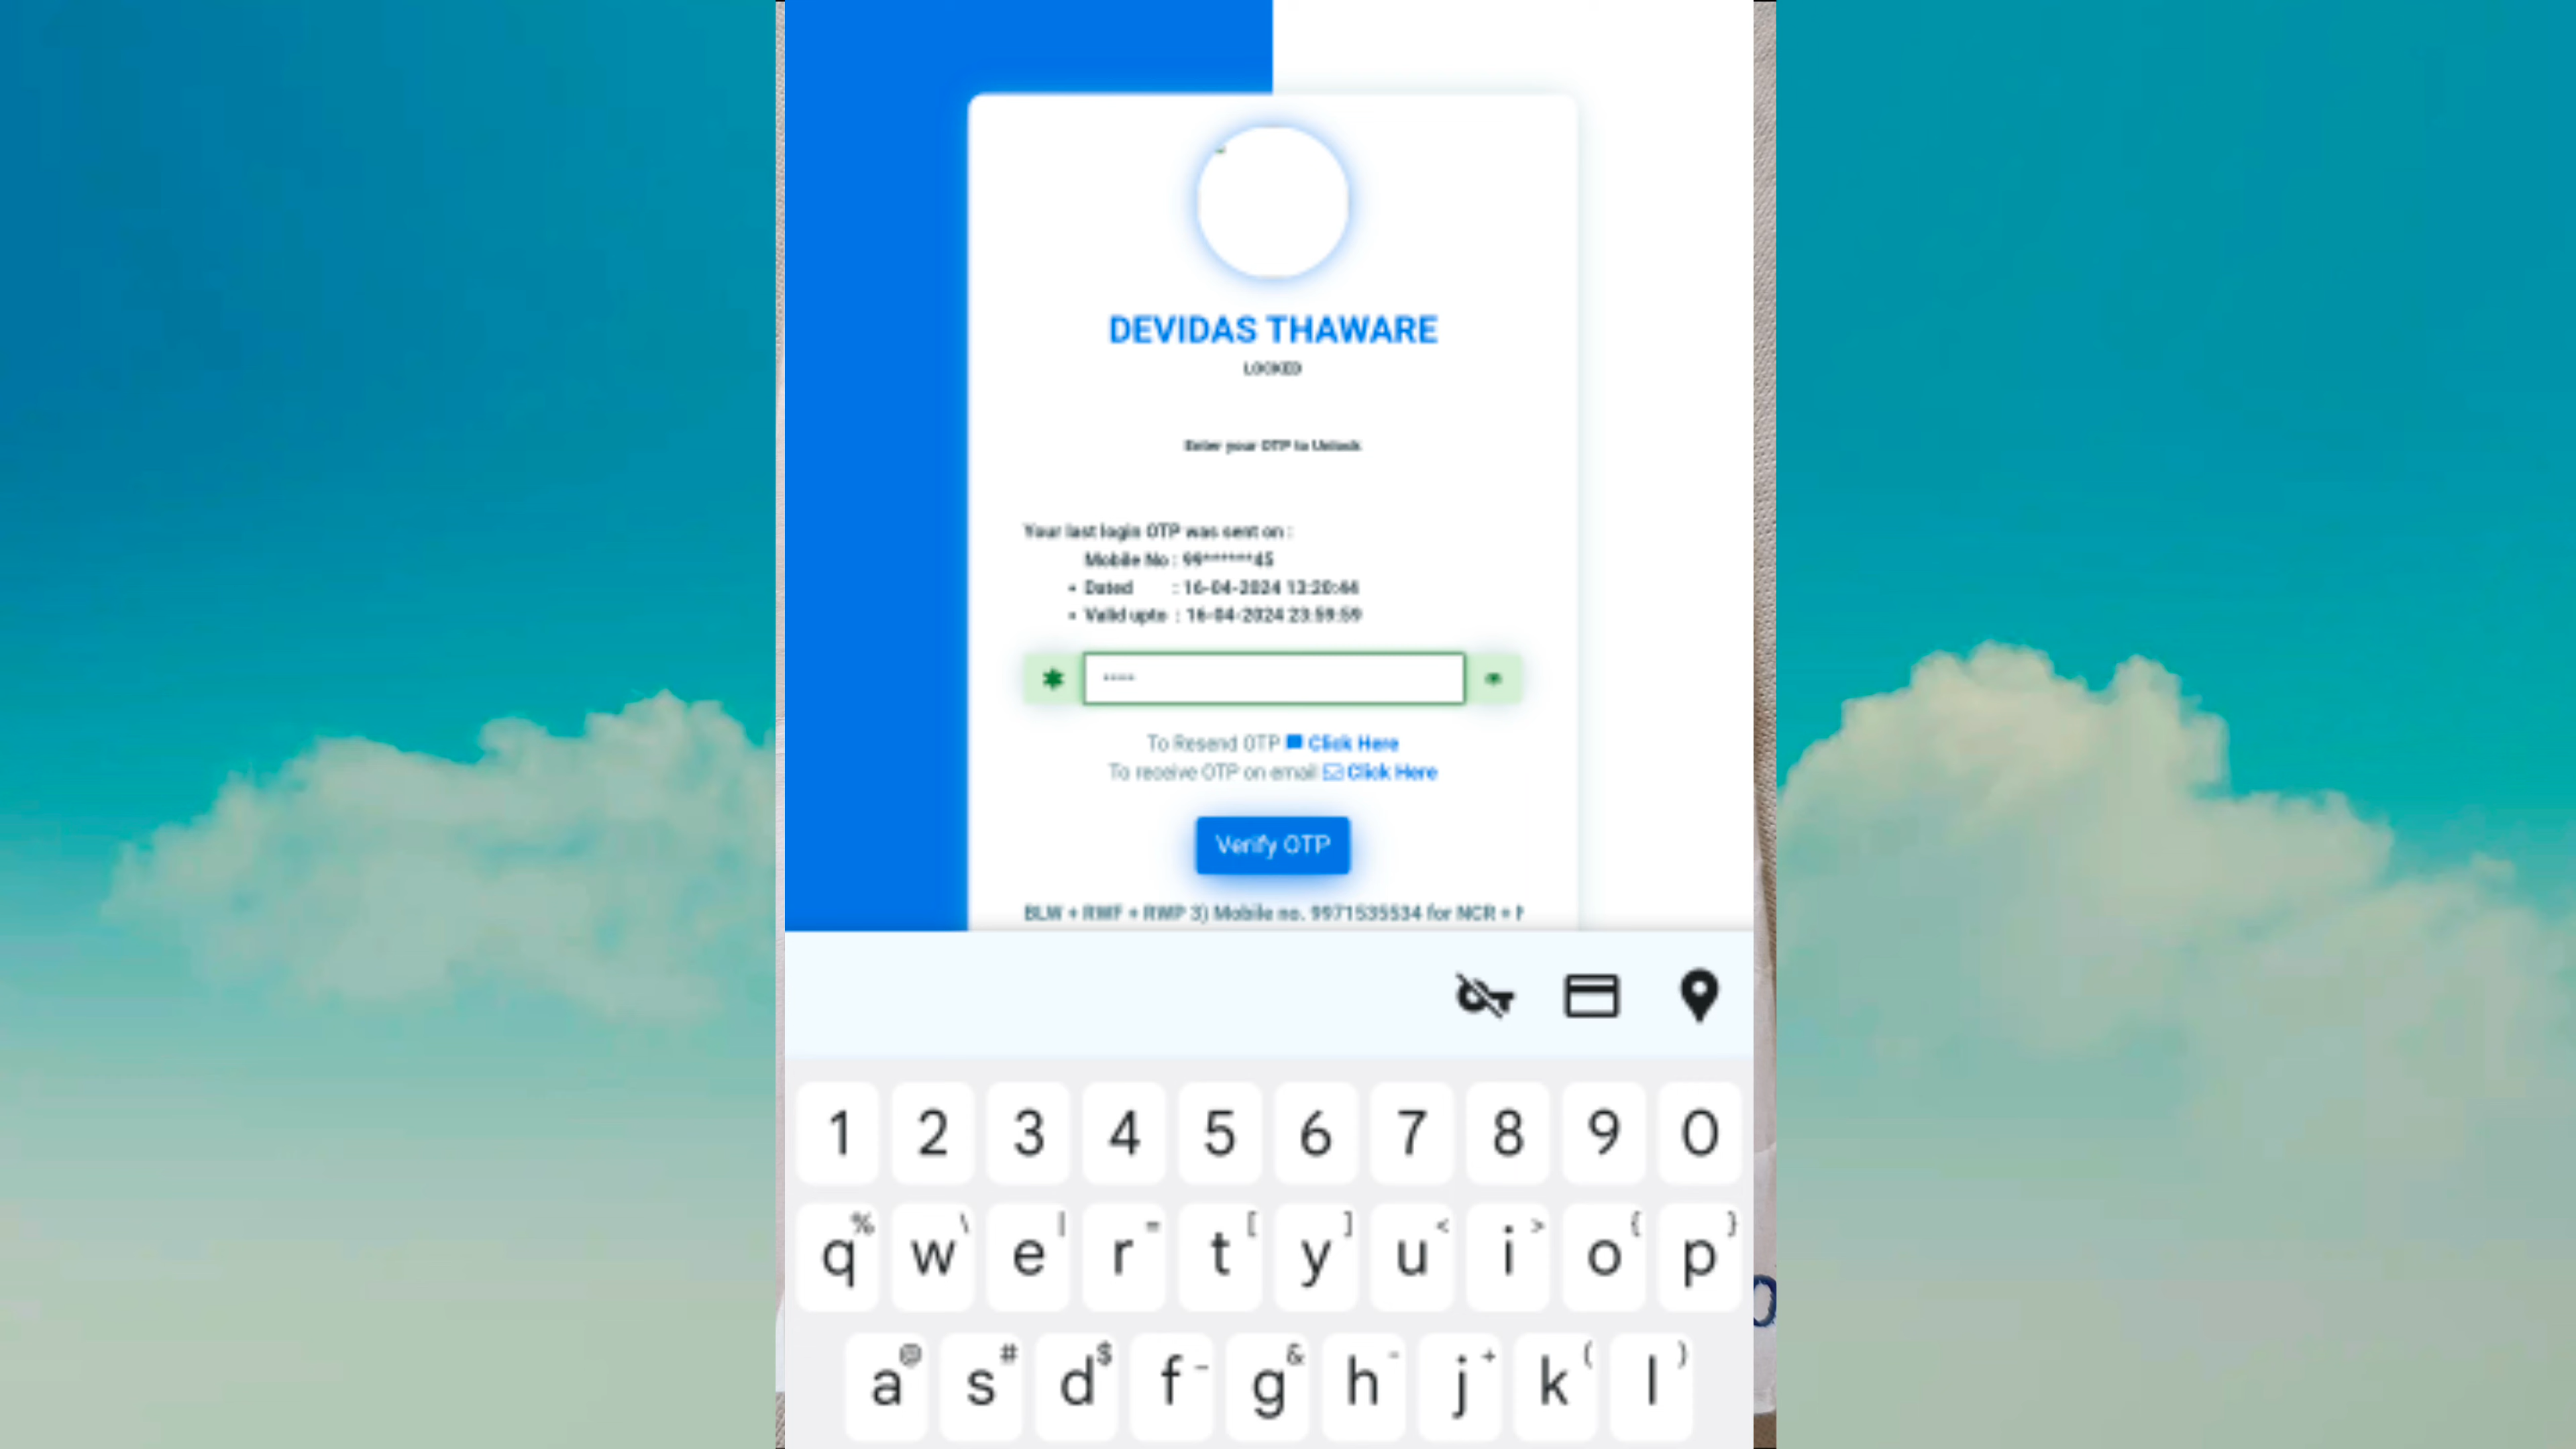 DEVIDAS THAWARE
LOCKED
Enter your OTP to Unlock
Your last login OTP was sent on :
Mobile No : 99******45
• Dated : 16-04-2024 13:20:44
• Valid upto : 16-04-2024 23:59:59
****
To Resend OTP Click Here
To receive OTP on email Click Here
Verify OTP
BLW + RWF + RWP 3) Mobile no. 9971535534 for NCR +
1 2 3 4 5 6 7 8 9 0
% \ | = [ ] < > { }
q w e r t y u i o p
@ # $ _ & - + ( )
a s d f g h j k l